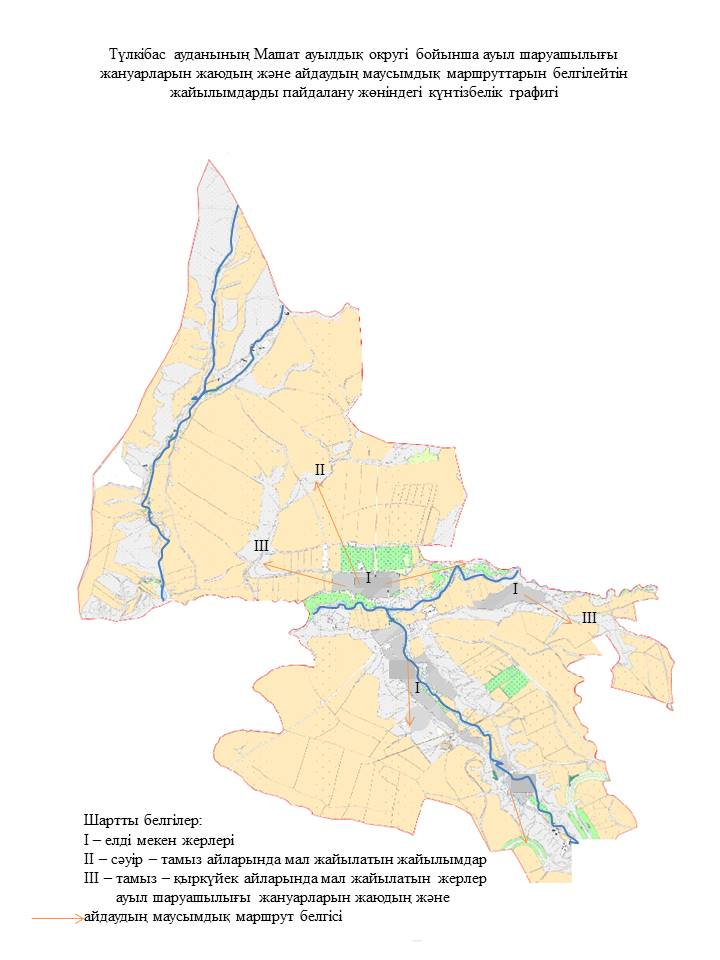 Түлкібас ауданының Машат ауылдық округі бойынша ауыл шаруашылығы
жануарларын жаюдың және айдаудың маусымдық маршруттарын белгілейтін
жайылымдарды пайдалану жөніндегі күнтізбелік графигі
II
III
I
I
III
I
Шартты белгілер:
I – елді мекен жерлері
II – сәуір – тамыз айларында мал жайылатын жайылымдар
III – тамыз – қыркүйек айларында мал жайылатын жерлер
ауыл шаруашылығы жануарларын жаюдың және
айдаудың маусымдық маршрут белгісі